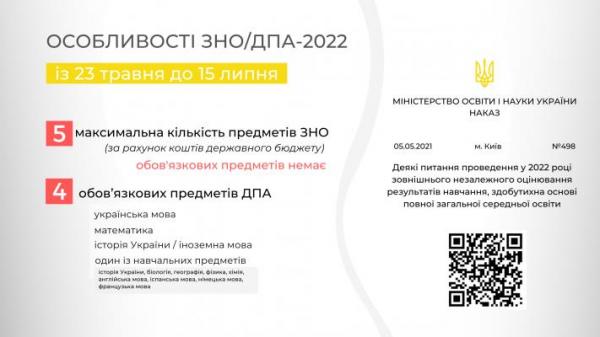 ОСОБЛИВОСТІ ЗНО/ДПА-2022
із 23 травня до 15 липня
5 максимальна кількість предметів ЗНО
(за рахунок коштів державного бюджету)
обов'язкових предметів немає
4 обов'язкових предметів ДПА
українська мова
математика
історія України / іноземна мова
один із навчальних предметів
історія України, біологія, географія, фізика, хімія,
англійська мова, іспанська мова, німецька мова,
французька мова
МІНІСТЕРСТВО ОСВІТИ І НАУКИ УКРАЇНИ
НАКАЗ
05.05.2021 м. Київ №498
Деякі питання проведення у 2022 році
зовнішнього незалежного оцінювання
результатів навчання, здобутихна основі
повної загальної середньої освіти